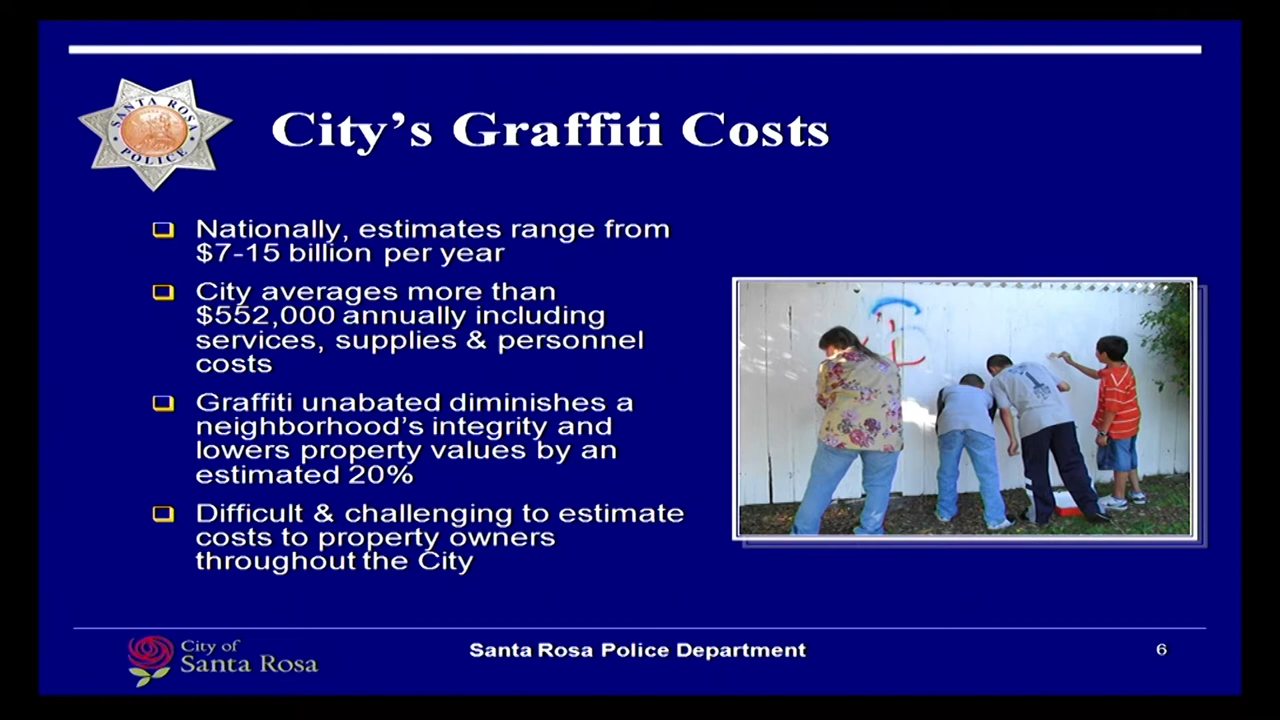 SANTA ROSA
POLICE
City's Graffiti Costs
Nationally, estimates range from
$7-15 billion per year
City averages more than
$552,000 annually including
services, supplies & personnel
costs
Graffiti unabated diminishes a
neighborhood's integrity and
lowers property values by an
estimated 20%
Difficult & challenging to estimate
costs to property owners
throughout the City
1
City of
Santa Rosa
Santa Rosa Police Department
6